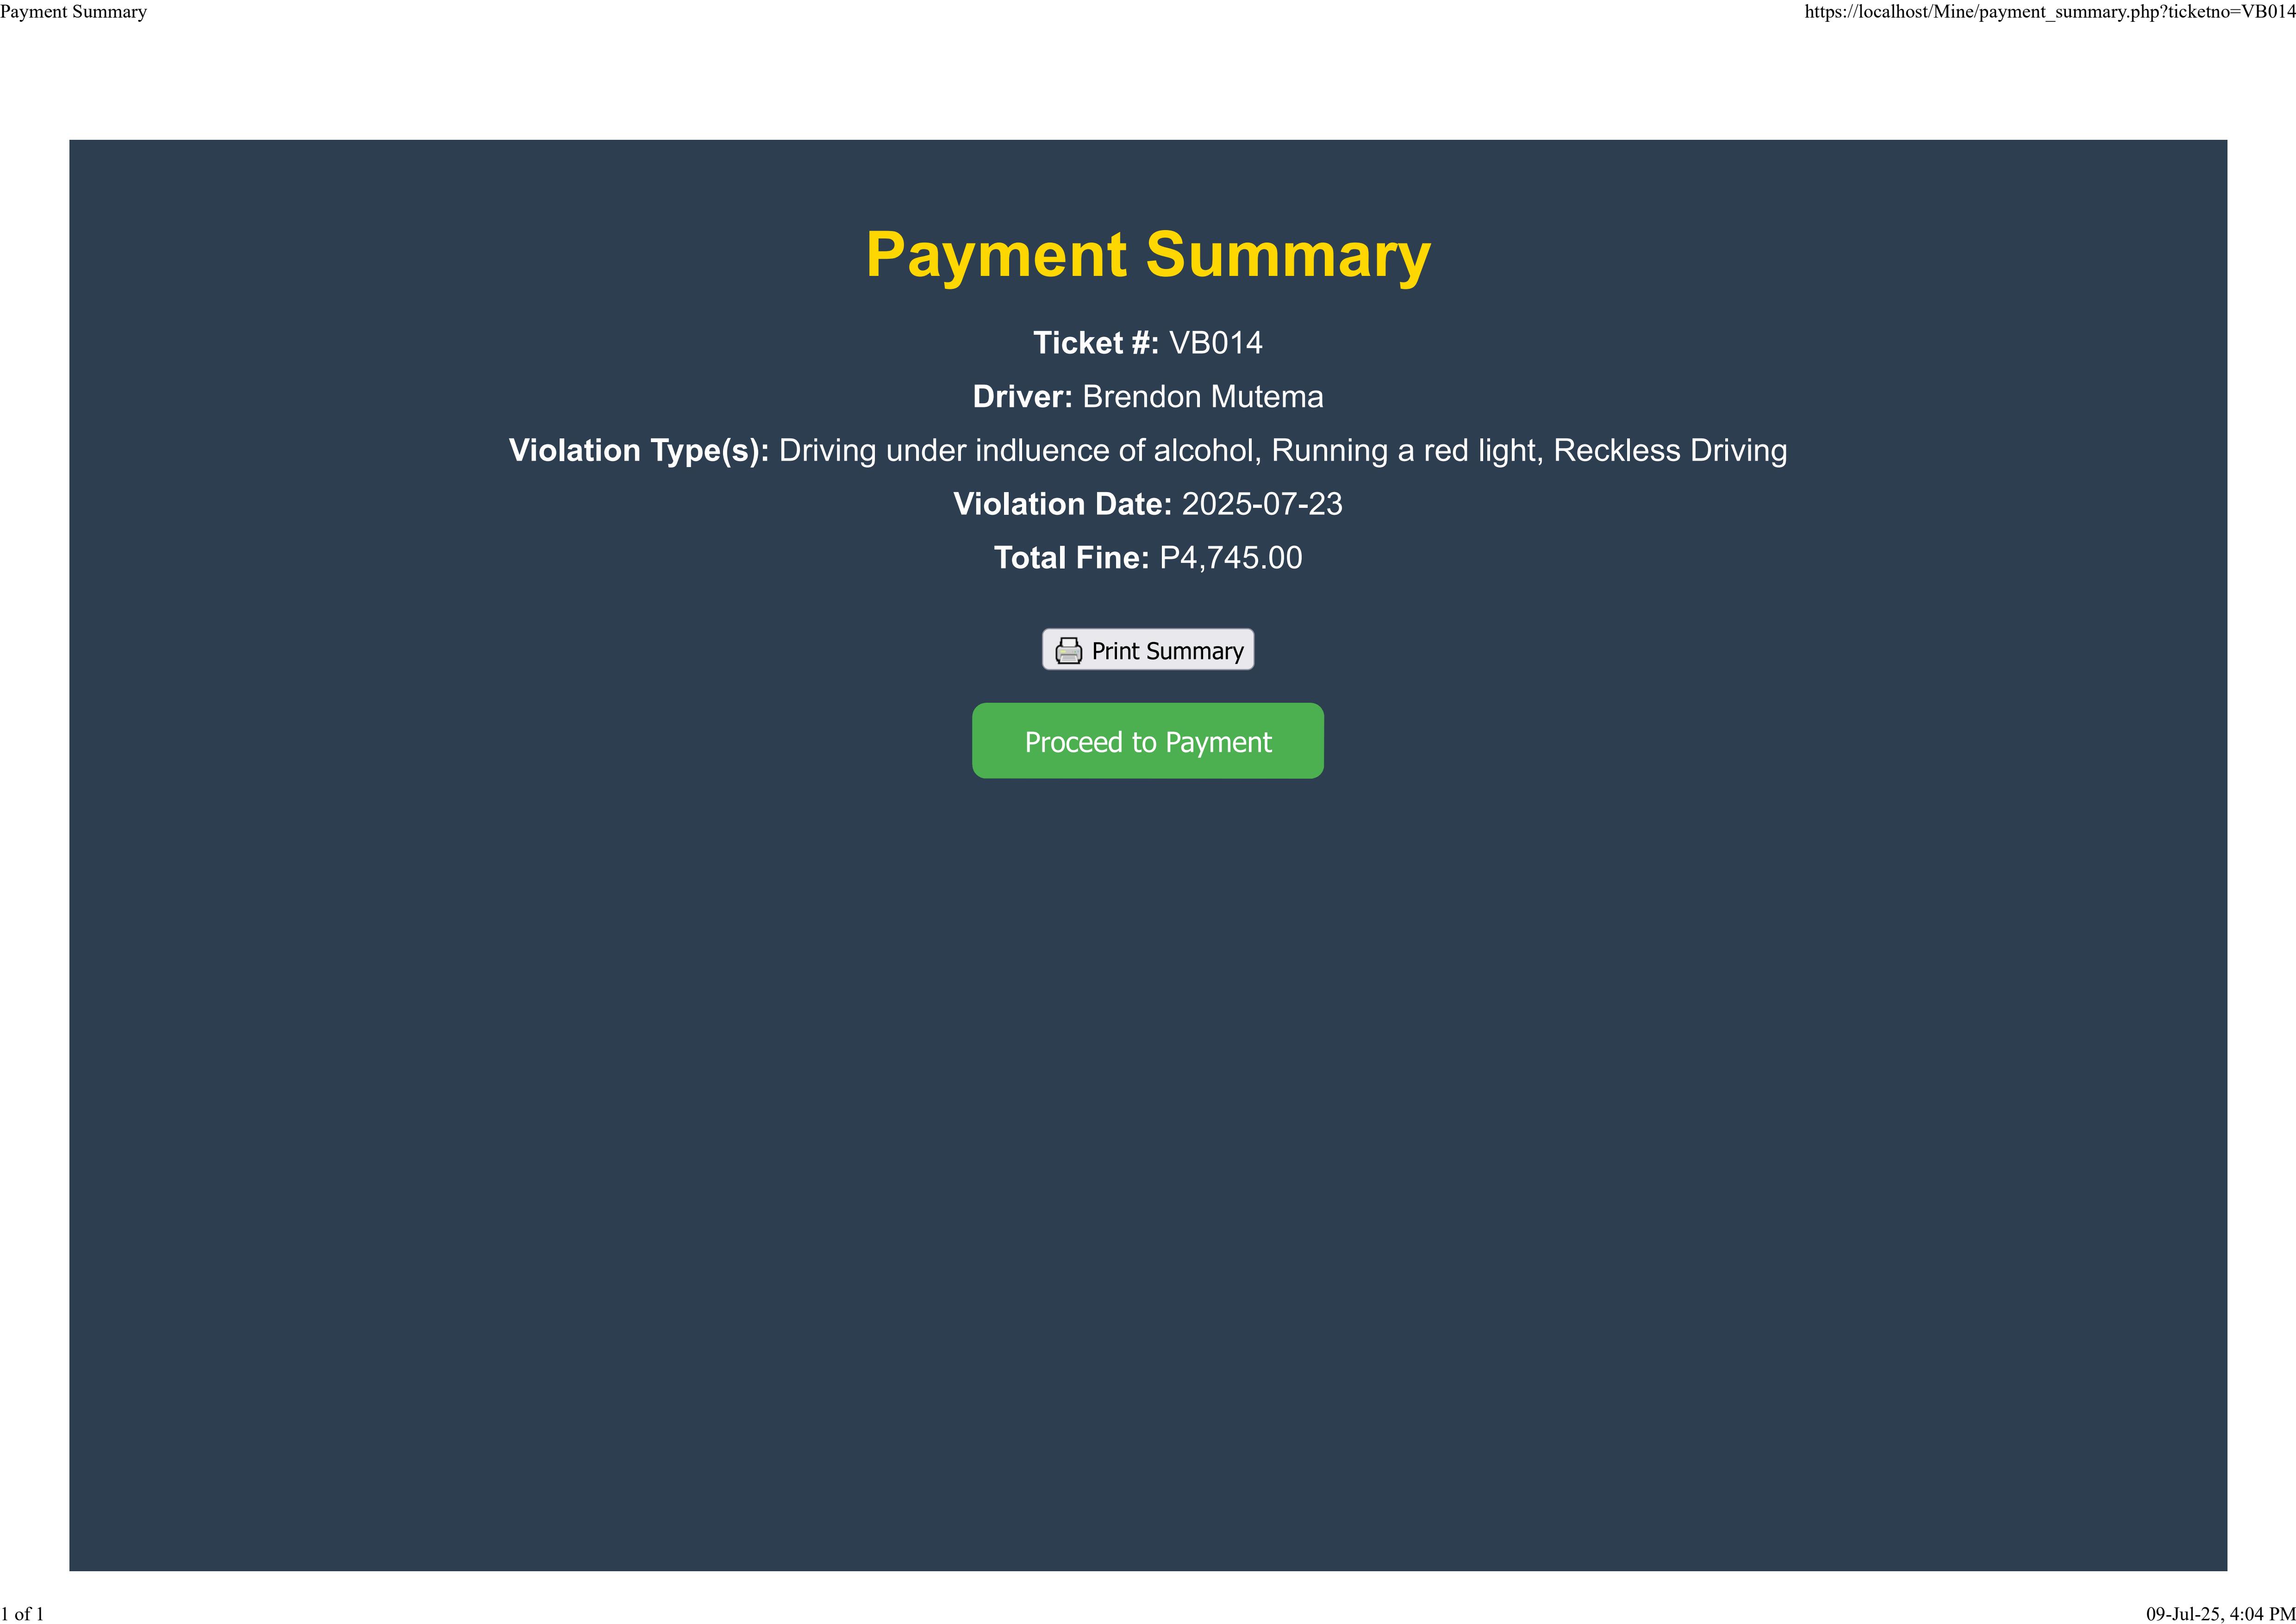 Payment Summary
https://localhost/Mine/payment_summary.php?ticketno=VB014
Payment Summary
Ticket #: VB014
Driver: Brendon Mutema
Violation Type(s): Driving under indluence of alcohol, Running a red light, Reckless Driving
Violation Date: 2025-07-23
Total Fine: P4,745.00
Print Summary
Proceed to Payment
1 of 1
09-Jul-25, 4:04 PM